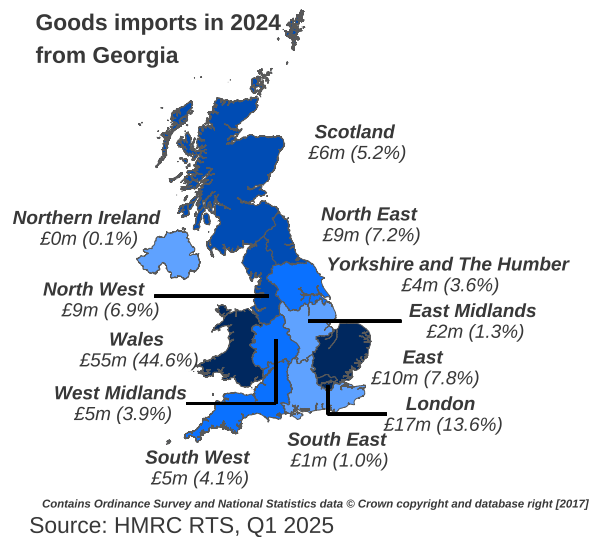 Goods imports in 2024
from Georgia
Scotland
£6m (5.2%)
Northern Ireland
£0m (0.1%)
North East
£9m (7.2%)
Yorkshire and The Humber
£4m (3.6%)
North West
£9m (6.9%)
East Midlands
£2m (1.3%)
Wales
£55m (44.6%)
East
£10m (7.8%)
West Midlands
£5m (3.9%)
London
£17m (13.6%)
South East
£1m (1.0%)
South West
£5m (4.1%)
Contains Ordinance Survey and National Statistics data © Crown copyright and database right [2017]
Source: HMRC RTS, Q1 2025